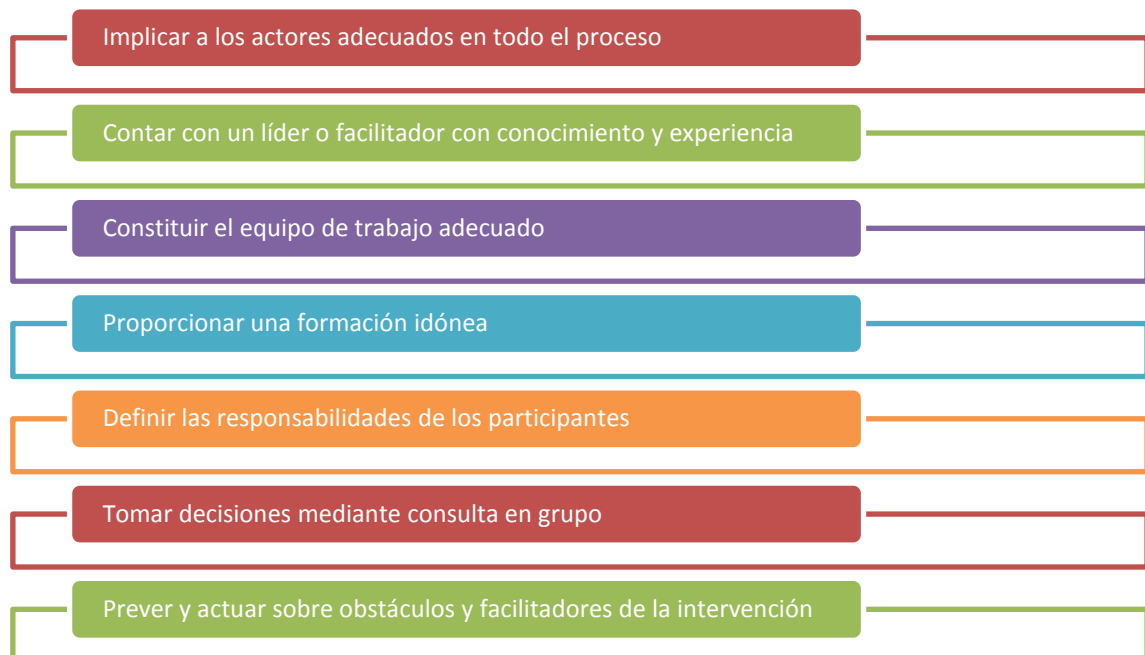 Implicar a los actores adecuados en todo el proceso
Contar con un líder o facilitador con conocimiento y experiencia
Constituir el equipo de trabajo adecuado
Proporcionar una formación idónea
Definir las responsabilidades de los participantes
Tomar decisiones mediante consulta en grupo
Prever y actuar sobre obstáculos y facilitadores de la intervención